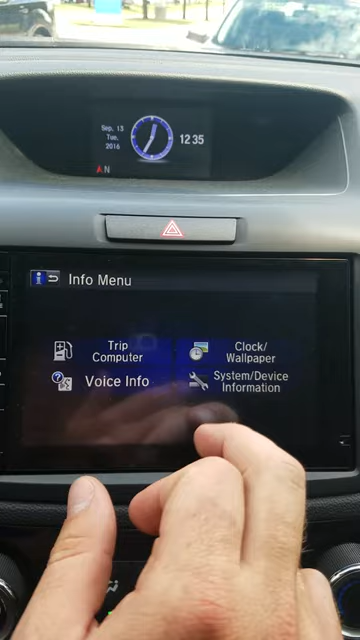 Sep, 13
Tue,
2016
12 35
N
Info Menu
Trip
Computer
Clock/
Wallpaper
Voice Info
System/Device
Information